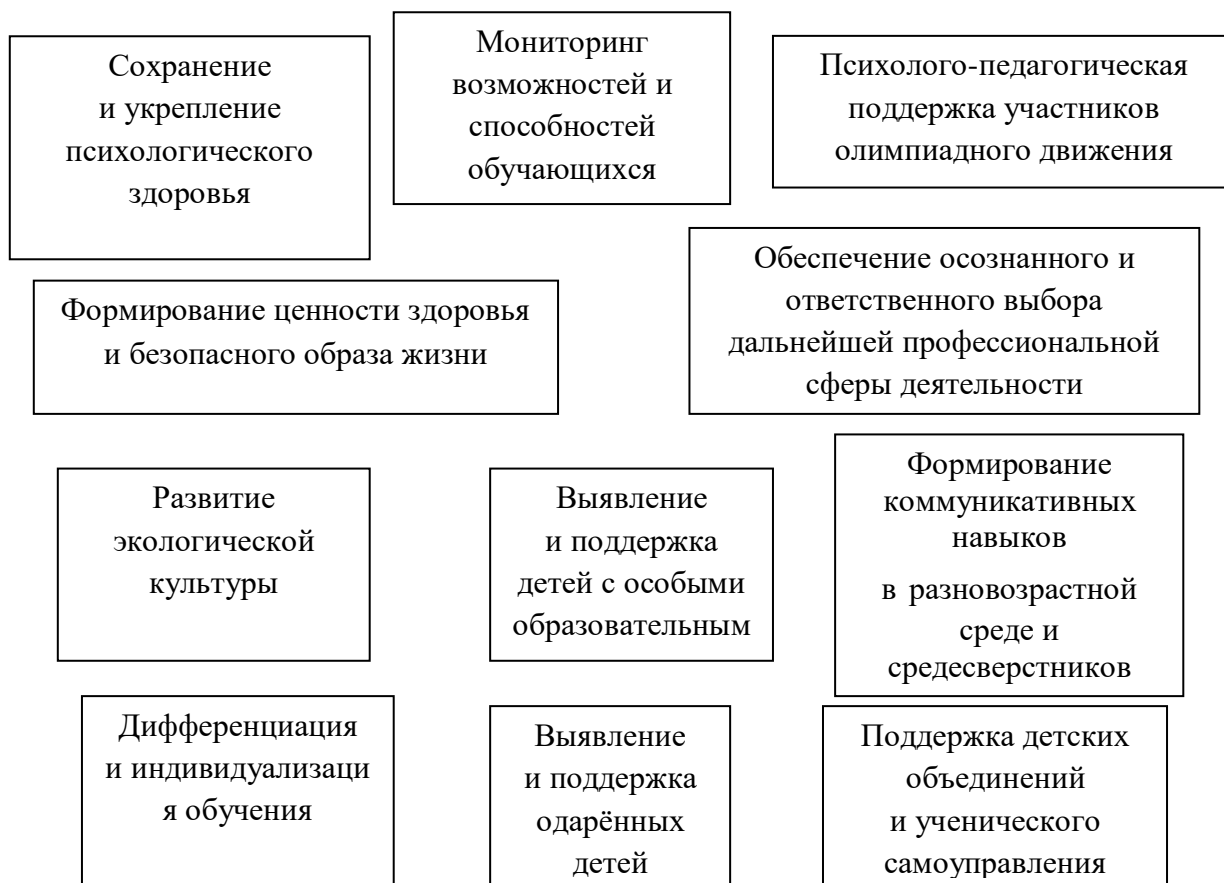 Сохранение
и укрепление
психологического
здоровья
Мониторинг
возможностей и
способностей
обучающихся
Психолого-педагогическая
поддержка участников
олимпиадного движения
Формирование ценности здоровья
и безопасного образа жизни
Обеспечение осознанного и
ответственного выбора
дальнейшей профессиональной
сферы деятельности
Развитие
экологической
культуры
Выявление
и поддержка
детей с особыми
образовательным
Формирование
коммуникативных
навыков
в разновозрастной
среде и
средесверстников
Дифференциация
и индивидуализаци
я обучения
Выявление
и поддержка
одарённых
детей
Поддержка детских
объединений
и ученического
самоуправления